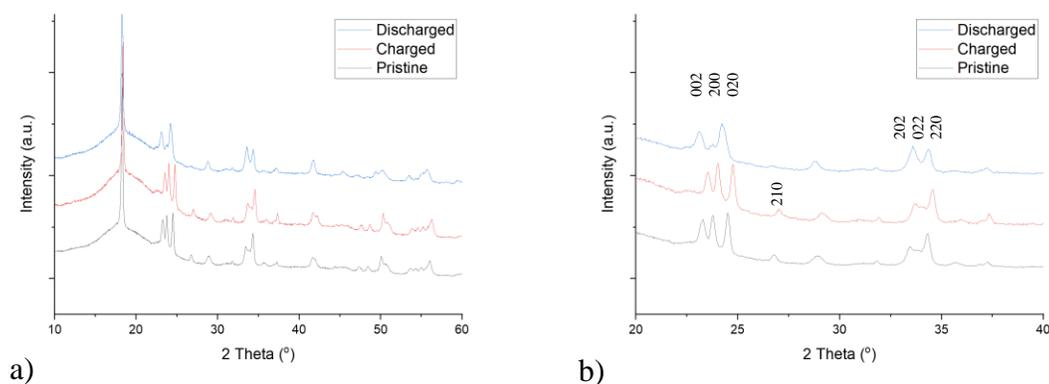 Discharged
Charged
Pristine
Intensity (a.u.)
10 20 30 40 50 60
2 Theta (°)
a)
Discharged
Charged
Pristine
002 200 020
202 022 220
210
Intensity (a.u.)
20 25 30 35 40
2 Theta (°)
b)